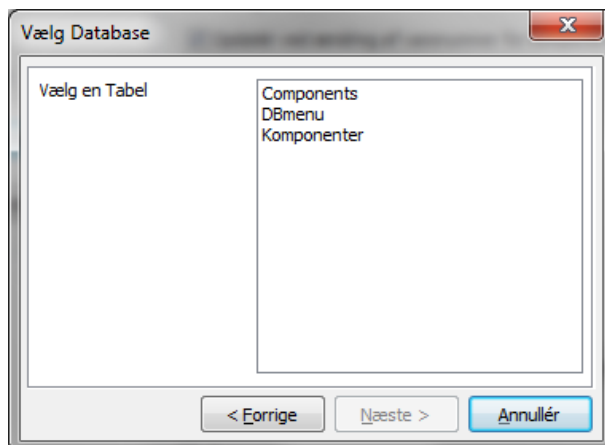 Vælg Database
Vælg en Tabel
Components
DBmenu
Komponenter
< Forrige
Næste >
Annullér